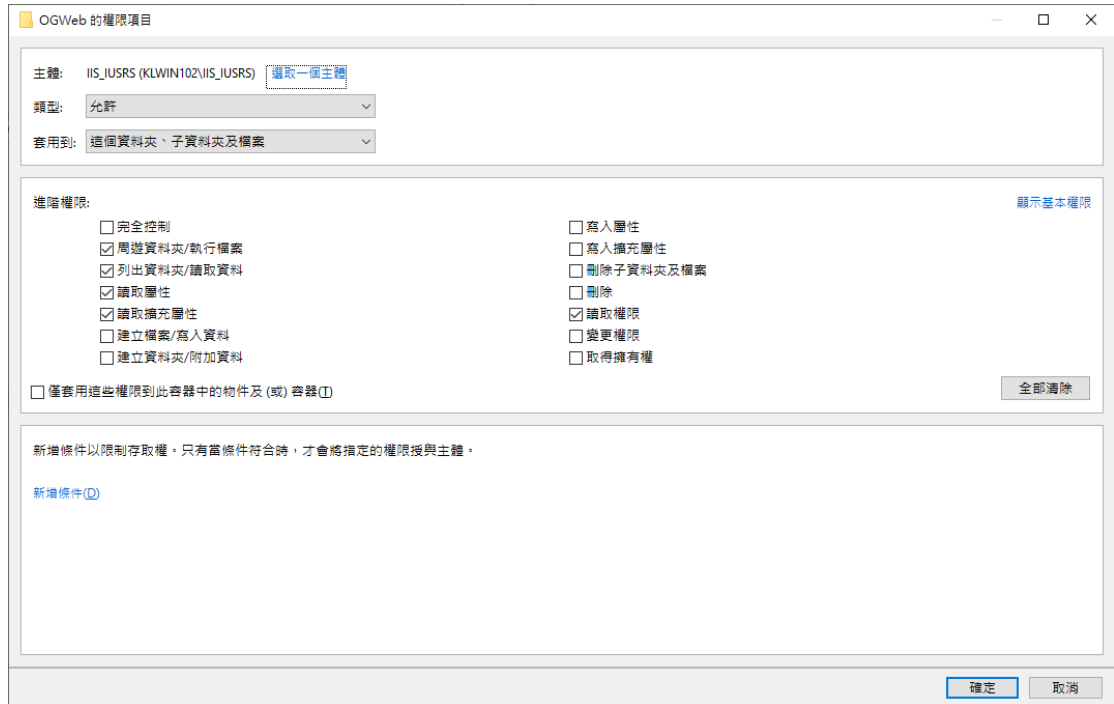 OGWeb 的權限項目
主體: IIS_IUSRS (KLWIN102\IIS_IUSRS) 選取一個主體
類型: 允許
套用到: 這個資料夾、子資料夾及檔案
進階權限: 顯示基本權限
完全控制 寫入屬性
周遊資料夾/執行檔案 寫入擴充屬性
列出資料夾/讀取資料 刪除子資料夾及檔案
讀取屬性 刪除
讀取擴充屬性 讀取權限
建立檔案/寫入資料 變更權限
建立資料夾/附加資料 取得擁有權
僅套用這些權限到此容器中的物件及 (或) 容器(T) 全部清除
新增條件以限制存取權。只有當條件符合時，才會將指定的權限授與主體。
新增條件(D)
確定 取消